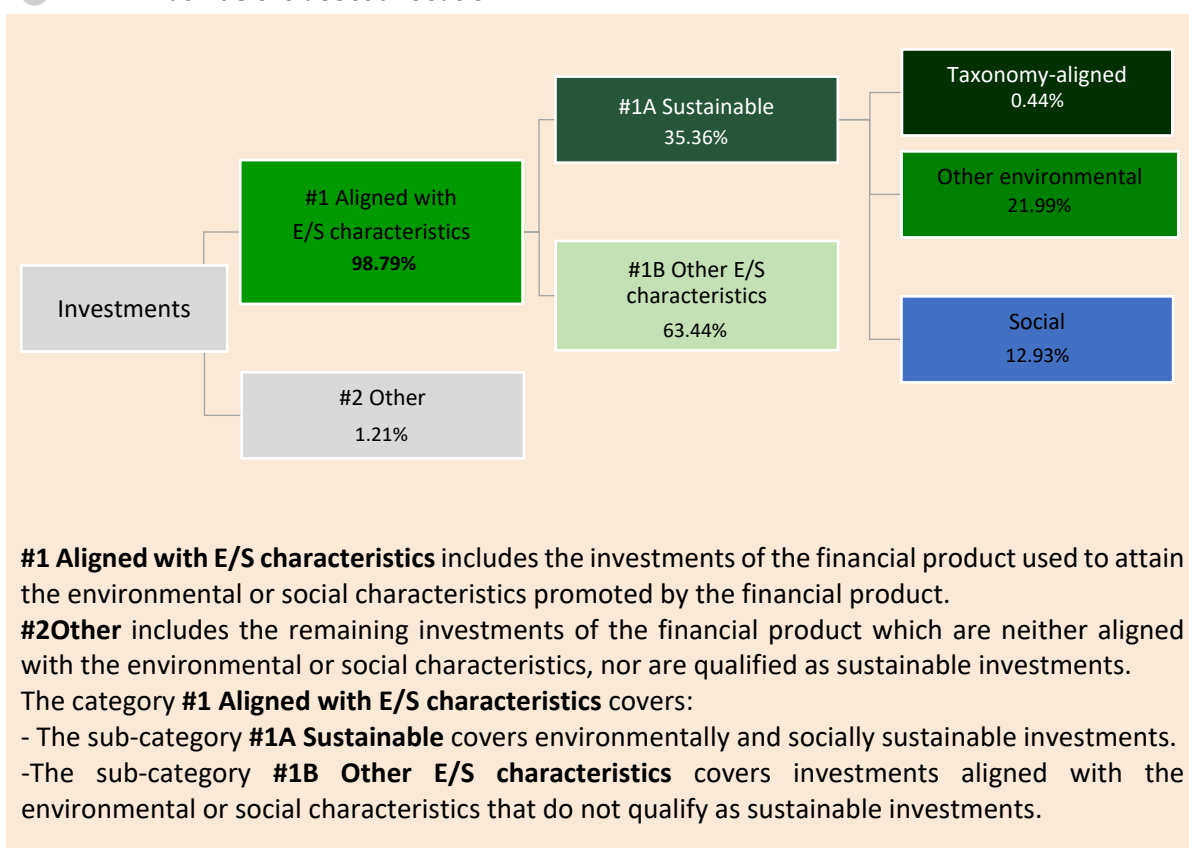 Taxonomy-aligned
0.44%
#1A Sustainable
35.36%
Other environmental
21.99%
#1 Aligned with
E/S characteristics
98.79%
#1B Other E/S
characteristics
63.44%
Investments
Social
12.93%
#2 Other
1.21%
#1 Aligned with E/S characteristics includes the investments of the financial product used to attain
the environmental or social characteristics promoted by the financial product.
#2Other includes the remaining investments of the financial product which are neither aligned
with the environmental or social characteristics, nor are qualified as sustainable investments.
The category #1 Aligned with E/S characteristics covers:
- The sub-category #1A Sustainable covers environmentally and socially sustainable investments.
-The sub-category #1B Other E/S characteristics covers investments aligned with the
environmental or social characteristics that do not qualify as sustainable investments.